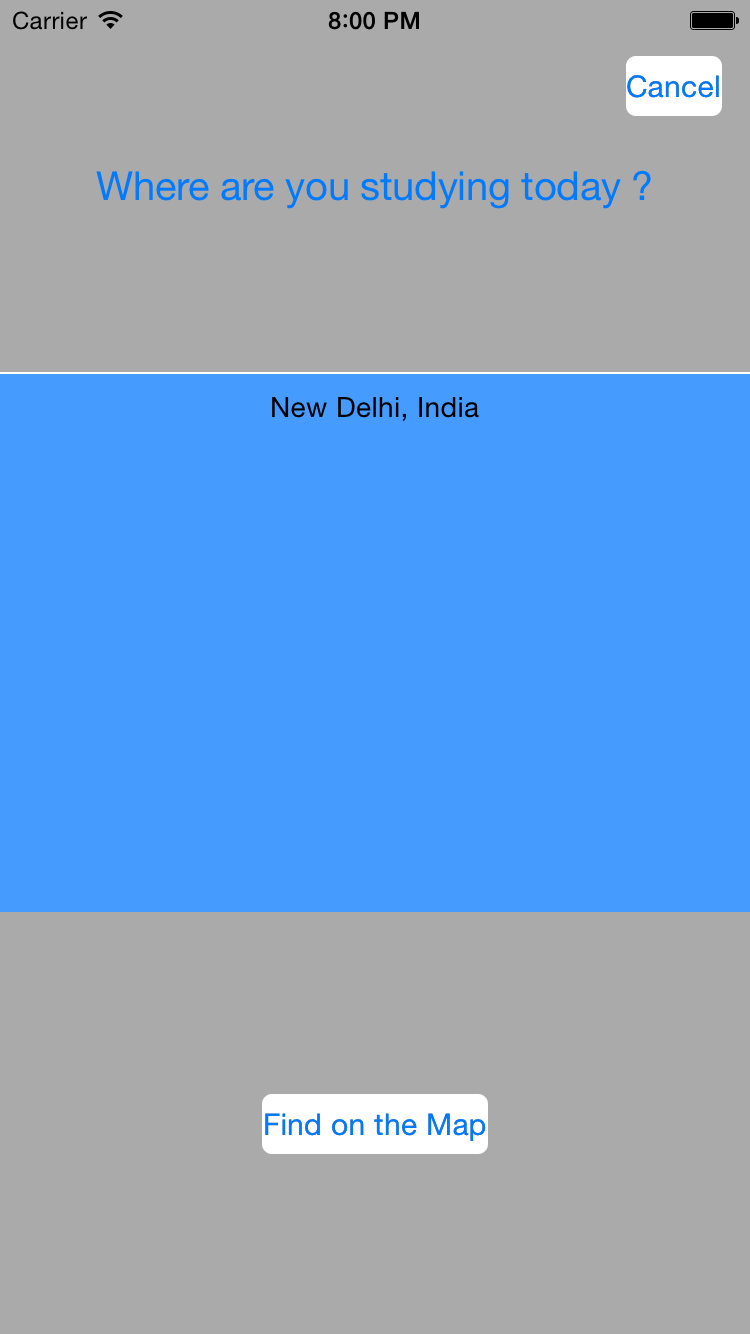 Carrier 8:00 PM
Cancel
Where are you studying today ?
New Delhi, India
Find on the Map